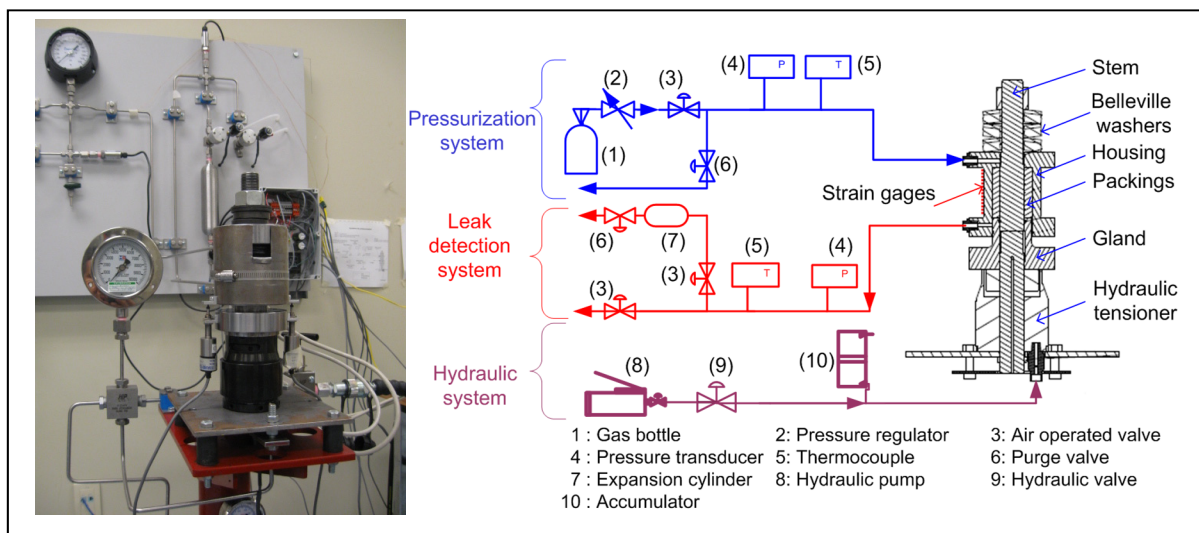 (2)
(3)
(4)
P
T
(5)
Stem
Belleville
washers
Pressurization
system
(1)
(6)
Housing
Strain gages
Packings
Leak
detection
system
(6)
(7)
(5)
(4)
Gland
(3)
T
P
(3)
Hydraulic
tensioner
Hydraulic
system
(8)
(9)
(10)
1 : Gas bottle
2: Pressure regulator
3: Air operated valve
4 : Pressure transducer
5: Thermocouple
6: Purge valve
7 : Expansion cylinder
8: Hydraulic pump
9: Hydraulic valve
10 : Accumulator